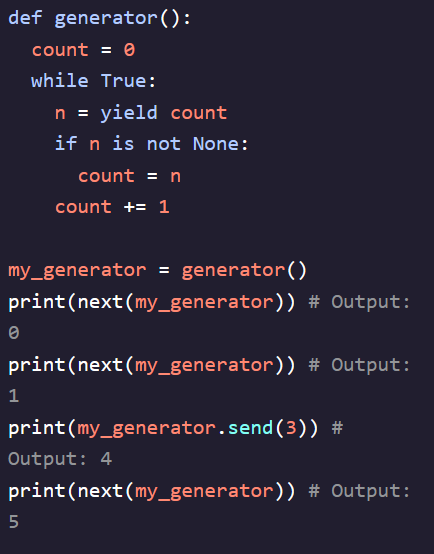 def generator():
  count = 0
  while True:
    n = yield count
    if n is not None:
      count = n
    count += 1

my_generator = generator()
print(next(my_generator)) # Output:
0
print(next(my_generator)) # Output:
1
print(my_generator.send(3)) #
Output: 4
print(next(my_generator)) # Output:
5